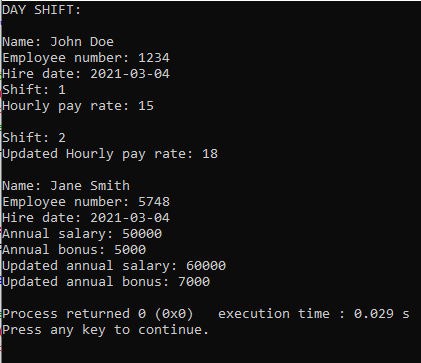 DAY SHIFT:
Name: John Doe
Employee number: 1234
Hire date: 2021-03-04
Shift: 1
Hourly pay rate: 15
Shift: 2
Updated Hourly pay rate: 18
Name: Jane Smith
Employee number: 5748
Hire date: 2021-03-04
Annual salary: 50000
Annual bonus: 5000
Updated annual salary: 60000
Updated annual bonus: 7000
Process returned 0 (0x0)   execution time : 0.029 s
Press any key to continue.